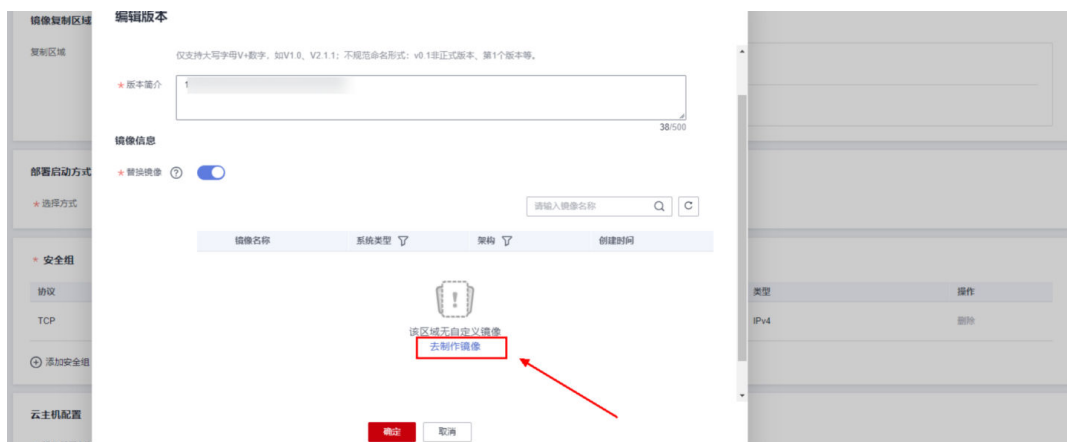 镜像复制区域
编辑版本
复制区域
仅支持大写字母V+数字，如V1.0、V2.1.1；不规范命名形式：v0.1非正式版本、第1个版本等。
★版本简介
38/500
镜像信息
部署启动方式
★替换镜像 ?
★选择方式
请输入镜像名称
镜像名称 系统类型 架构 创建时间
* 安全组
协议 类型 操作
TCP IPv4 删除
该区域无自定义镜像
去制作镜像
添加安全组
云主机配置
确定 取消